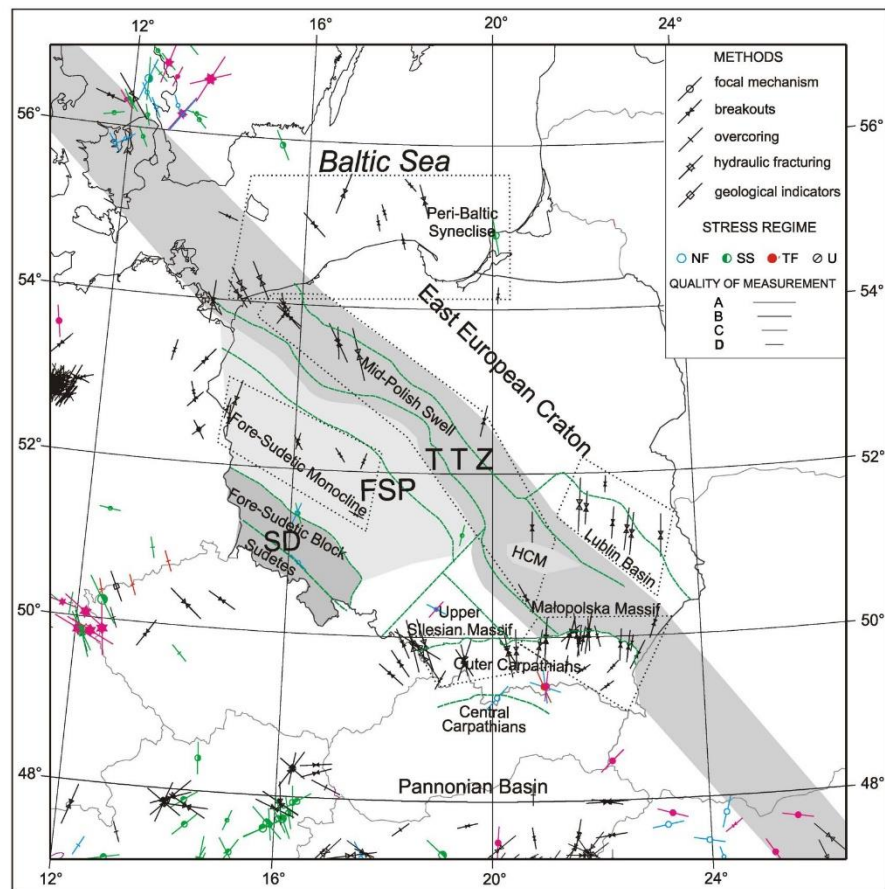 12°
16°
20°
24°
METHODS
focal mechanism
breakouts
overcoring
hydraulic fracturing
geological indicators
STRESS REGIME
NF SS TF U
QUALITY OF MEASUREMENT
A
B
C
D
56°
56°
Baltic Sea
Peri-Baltic
Syneclise
54°
54°
East European Craton
Mid-Polish Swell
52°
52°
Fore-Sudetic Monocline
TTZ
FSP
Fore-Sudetic Block
SD
Sudetes
Lublin Basin
HCM
50°
50°
Małopolska Massif
Upper
Silesian Massif
Outer Carpathians
Central
Carpathians
48°
48°
Pannonian Basin
12
16
20
24